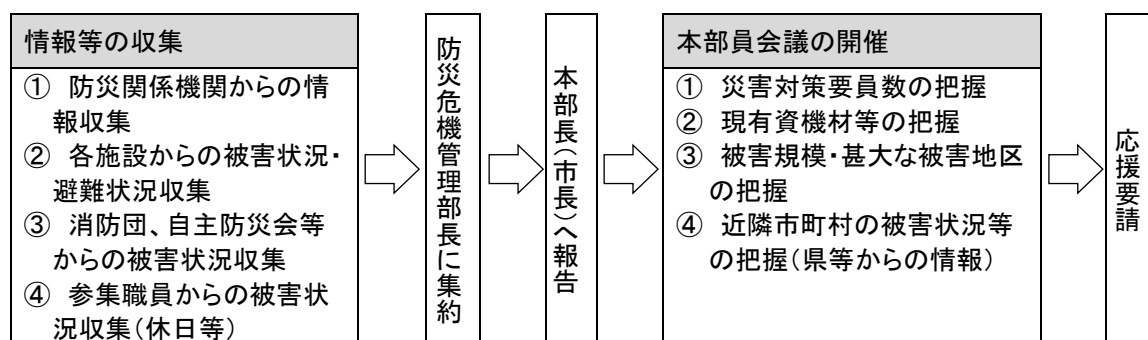 情報等の収集
① 防災関係機関からの情
報収集
② 各施設からの被害状況・
避難状況収集
③ 消防団、自主防災会等
からの被害状況収集
④ 参集職員からの被害状
況収集(休日等)
防災危機管理部長に集約
本部長(市長)へ報告
本部員会議の開催
① 災害対策要員数の把握
② 現有資機材等の把握
③ 被害規模・甚大な被害地区
の把握
④ 近隣市町村の被害状況等
の把握(県等からの情報)
応援要請